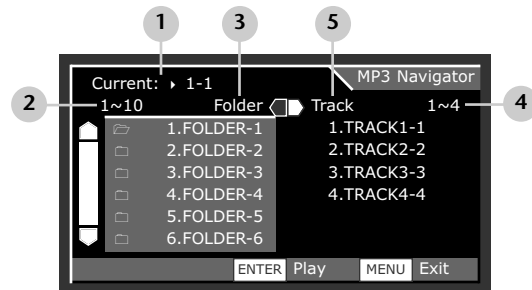 1 3 5
MP3 Navigator
Current: 1-1
2 1~10 Folder Track 1~4 4
1.FOLDER-1 1.TRACK1-1
2.FOLDER-2 2.TRACK2-2
3.FOLDER-3 3.TRACK3-3
4.FOLDER-4 4.TRACK4-4
5.FOLDER-5
6.FOLDER-6
ENTER Play MENU Exit